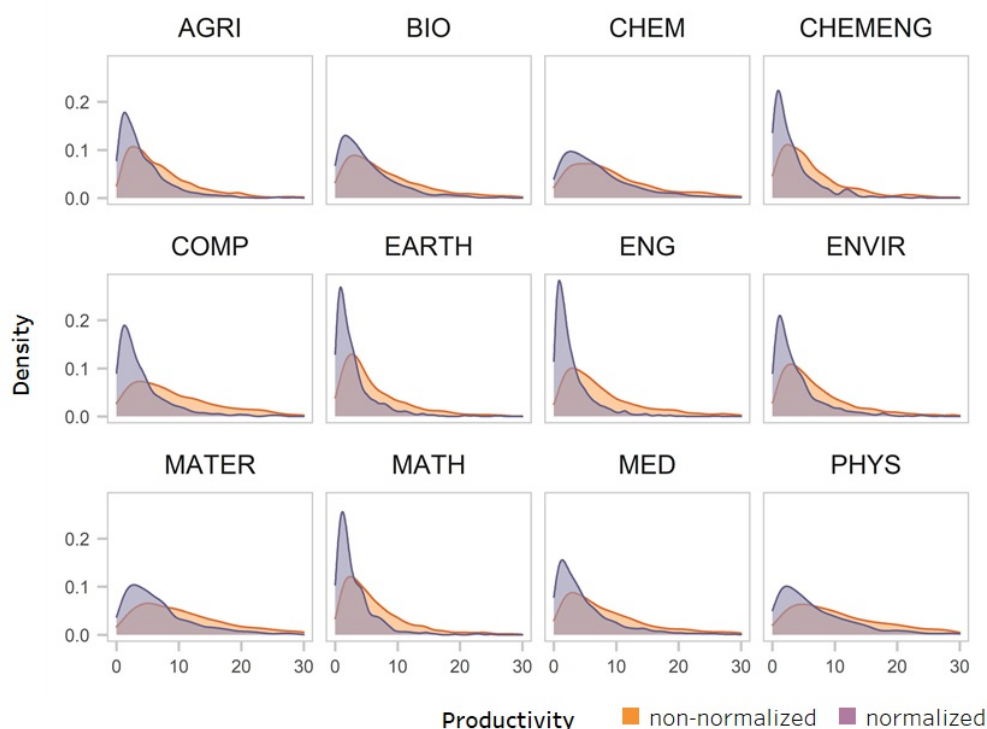 AGRI BIO CHEM CHEMENG
0.2
0.1
0.0
COMP EARTH ENG ENVIR
0.2
0.1
0.0
Density
MATER MATH MED PHYS
0.2
0.1
0.0
0 10 20 30 0 10 20 30 0 10 20 30 0 10 20 30
Productivity non-normalized normalized